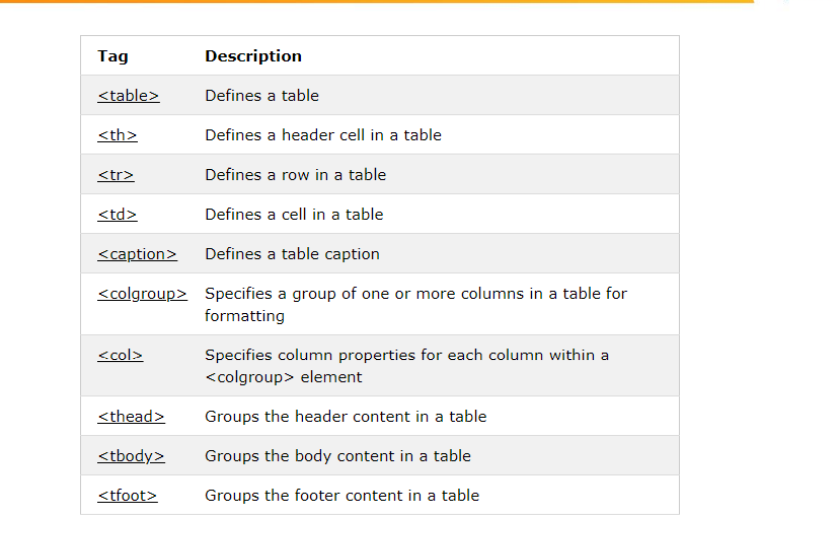 Tag Description
<table> Defines a table
<th> Defines a header cell in a table
<tr> Defines a row in a table
<td> Defines a cell in a table
<caption> Defines a table caption
<colgroup> Specifies a group of one or more columns in a table for
formatting
<col> Specifies column properties for each column within a
<colgroup> element
<thead> Groups the header content in a table
<tbody> Groups the body content in a table
<tfoot> Groups the footer content in a table